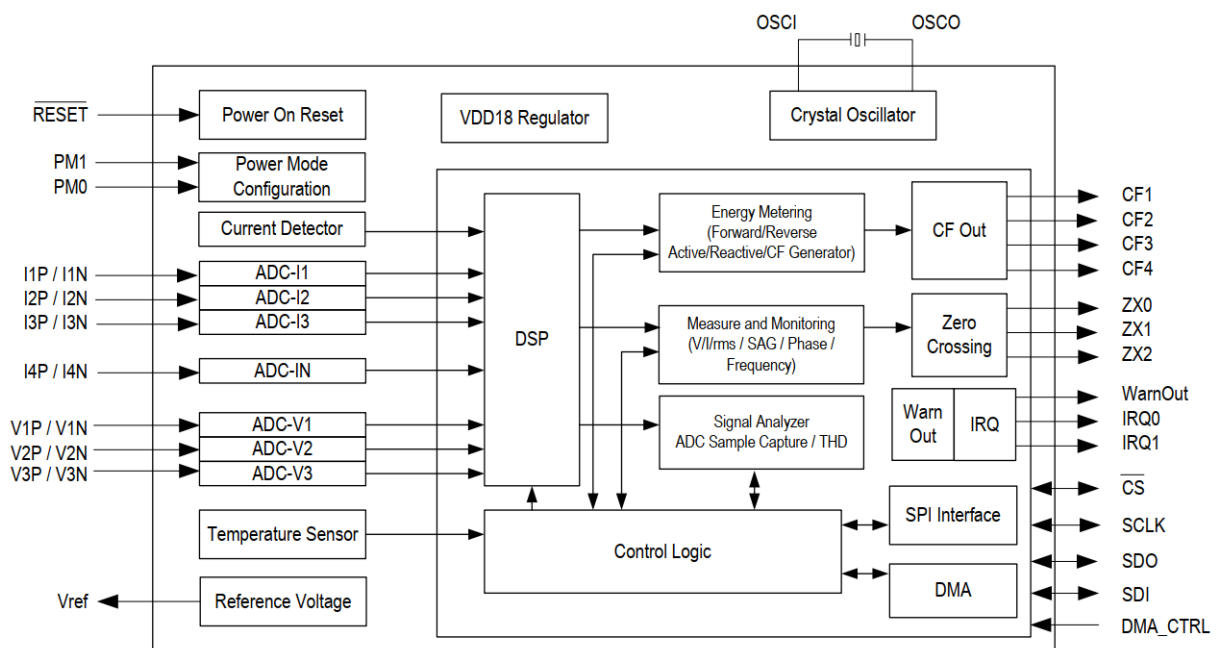 OSCI
OSCO
RESET
Power On Reset
VDD18 Regulator
Crystal Oscillator
PM1
PM0
Power Mode
Configuration
Current Detector
I1P / I1N
I2P / I2N
I3P / I3N
I4P / I4N
V1P / V1N
V2P / V2N
V3P / V3N
ADC-I1
ADC-I2
ADC-I3
ADC-IN
ADC-V1
ADC-V2
ADC-V3
Temperature Sensor
Vref
Reference Voltage
DSP
Energy Metering
(Forward/Reverse
Active/Reactive/CF Generator)
Measure and Monitoring
(V/I/rms / SAG / Phase /
Frequency)
Signal Analyzer
ADC Sample Capture / THD
Control Logic
CF Out
Zero
Crossing
Warn
Out
IRQ
SPI Interface
DMA
CF1
CF2
CF3
CF4
ZX0
ZX1
ZX2
WarnOut
IRQ0
IRQ1
CS
SCLK
SDO
SDI
DMA_CTRL